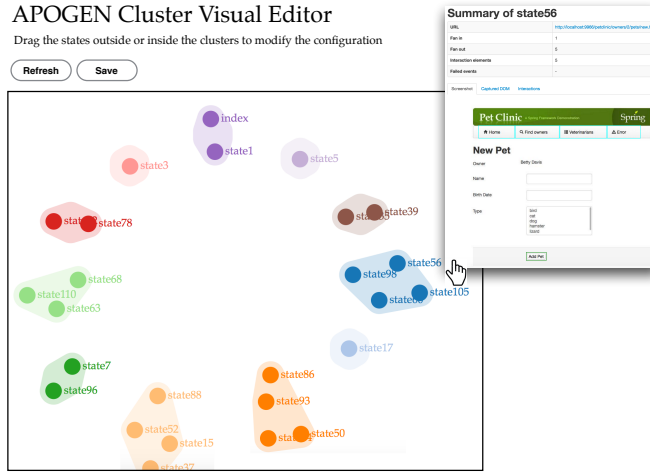 APOGEN Cluster Visual Editor
Drag the states outside or inside the clusters to modify the configuration
Refresh
Save
index
state1
state3
state5
state78
state39
state56
state98
state105
state68
state110
state63
state17
state7
state96
state86
state93
state50
state88
state52
state15
state37
Summary of state56
URL
Fan in
1
Fan out
5
Interaction elements
5
Failed events
-
Screenshot Captured DOM Interactions
Pet Clinic
Spring
Home Find owners Veterinarians Error
New Pet
Owner Betty Davis
Name
Birth Date
Type
bird
cat
dog
hamster
lizard
Add Pet